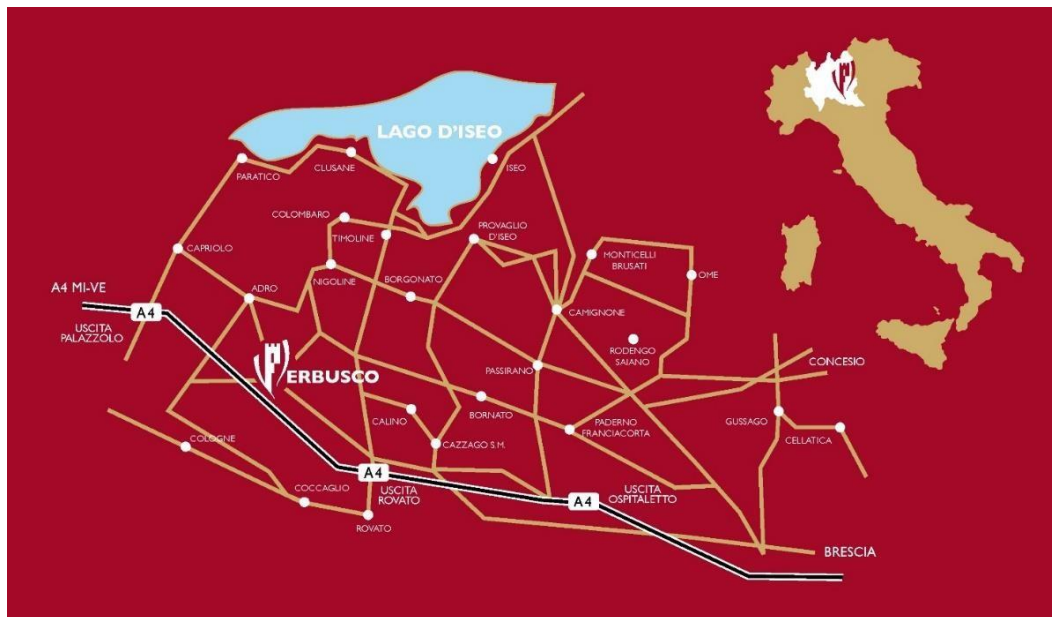 LAGO D'ISEO
ISEO
PARATICO
CLUSANE
COLOMBARO
TIMOLINE
PROVAGLIO
D'ISEO
CAPRIOLO
NIGOLINE
BORGONATO
MONTICELLI
BRUSATI
OME
ADRO
A4 MI-VE
A4
USCITA
PALAZZOLO
CAMIGNONE
RODENGO
SAIANO
ERBUSCO
PASSIRANO
CONCESIO
CALINO
BORNATO
PADERNO
FRANCIACORTA
GUSSAGO
CELLATICA
COLOGNE
CAZZAGO S.M.
A4
USCITA
ROVATO
COCCAGLIO
ROVATO
A4
USCITA
OSPITALETTO
BRESCIA